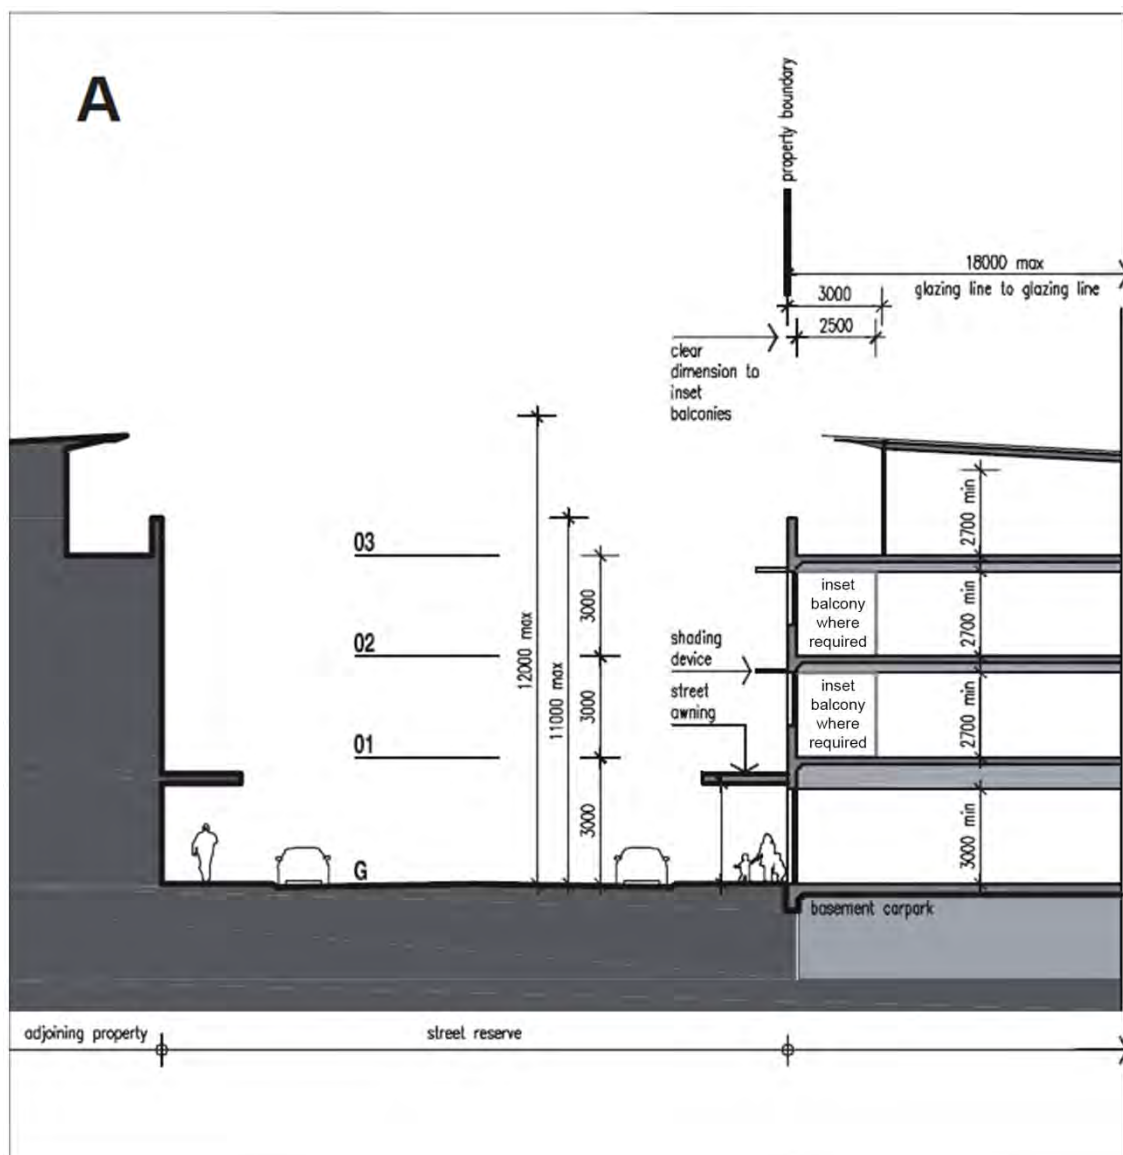 A
property boundary
18000 max
3000
glazing line to glazing line
2500
clear
dimension to
inset
balconies
03
02
01
G
12000 max
11000 max
3000
3000
3000
shading
device
street
awning
inset
balcony
where
required
inset
balcony
where
required
2700 min
2700 min
2700 min
3000 min
basement carpark
adjoining property
street reserve